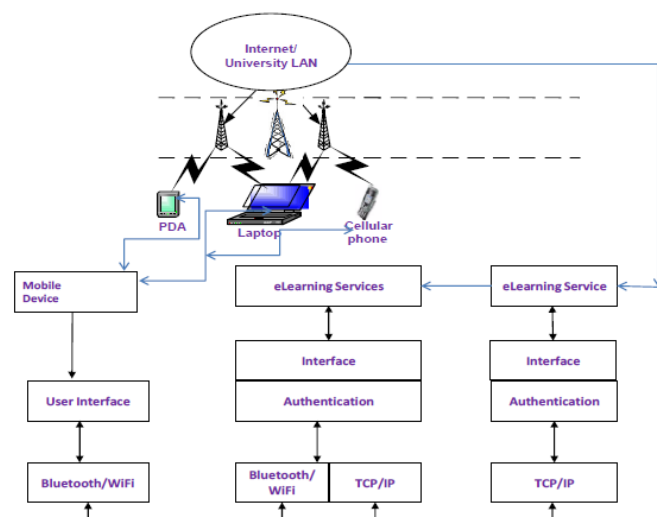 Internet/
University LAN
PDA
Laptop
Cellular
phone
Mobile
Device
eLearning Services
eLearning Service
Interface
Interface
User Interface
Authentication
Authentication
Bluetooth/WiFi
Bluetooth/
WiFi
TCP/IP
TCP/IP